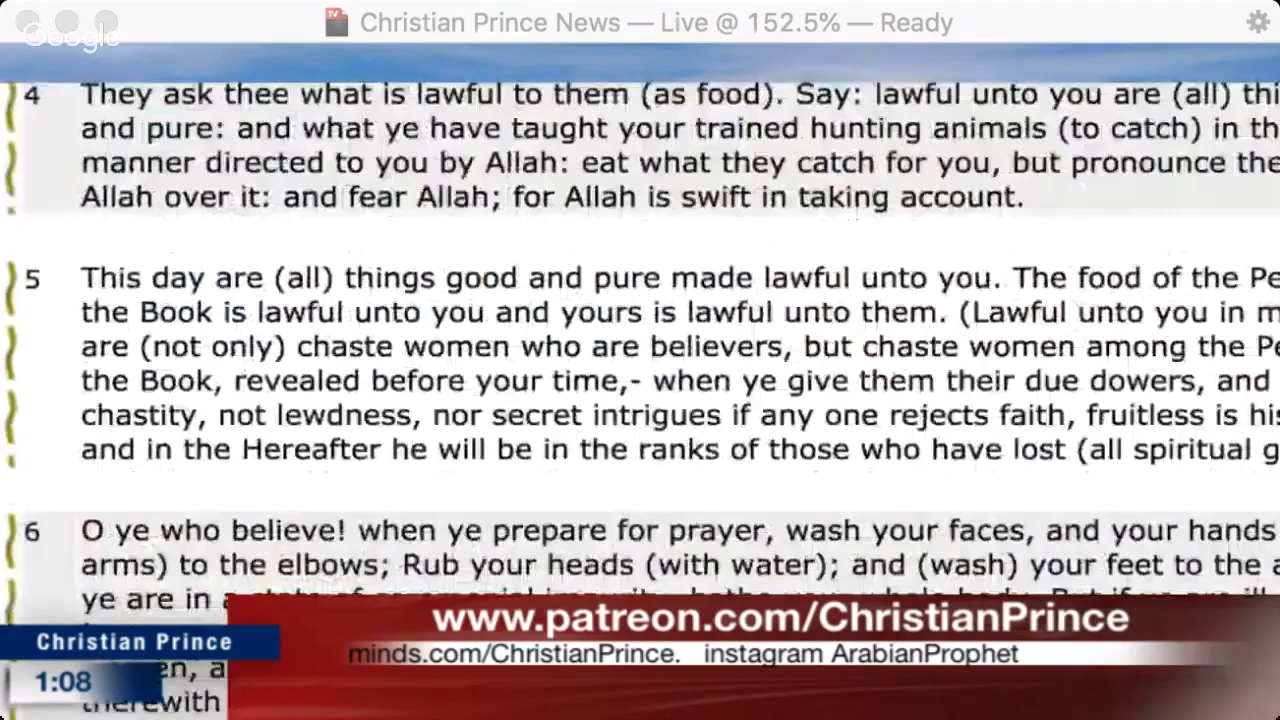 Google
TV
Christian Prince News — Live @ 152.5% — Ready
4 They ask thee what is lawful to them (as food). Say: lawful unto you are (all) thi
and pure: and what ye have taught your trained hunting animals (to catch) in th
manner directed to you by Allah: eat what they catch for you, but pronounce the
Allah over it: and fear Allah; for Allah is swift in taking account.
5 This day are (all) things good and pure made lawful unto you. The food of the Pe
the Book is lawful unto you and yours is lawful unto them. (Lawful unto you in m
are (not only) chaste women who are believers, but chaste women among the Pe
the Book, revealed before your time,- when ye give them their due dowers, and
chastity, not lewdness, nor secret intrigues if any one rejects faith, fruitless is his
and in the Hereafter he will be in the ranks of those who have lost (all spiritual g
6 O ye who believe! when ye prepare for prayer, wash your faces, and your hands
arms) to the elbows; Rub your heads (with water); and (wash) your feet to the a
ye are in
www.patreon.com/ChristianPrince
Christian Prince
minds.com/ChristianPrince. instagram ArabianProphet
en, a
1:08
therewith